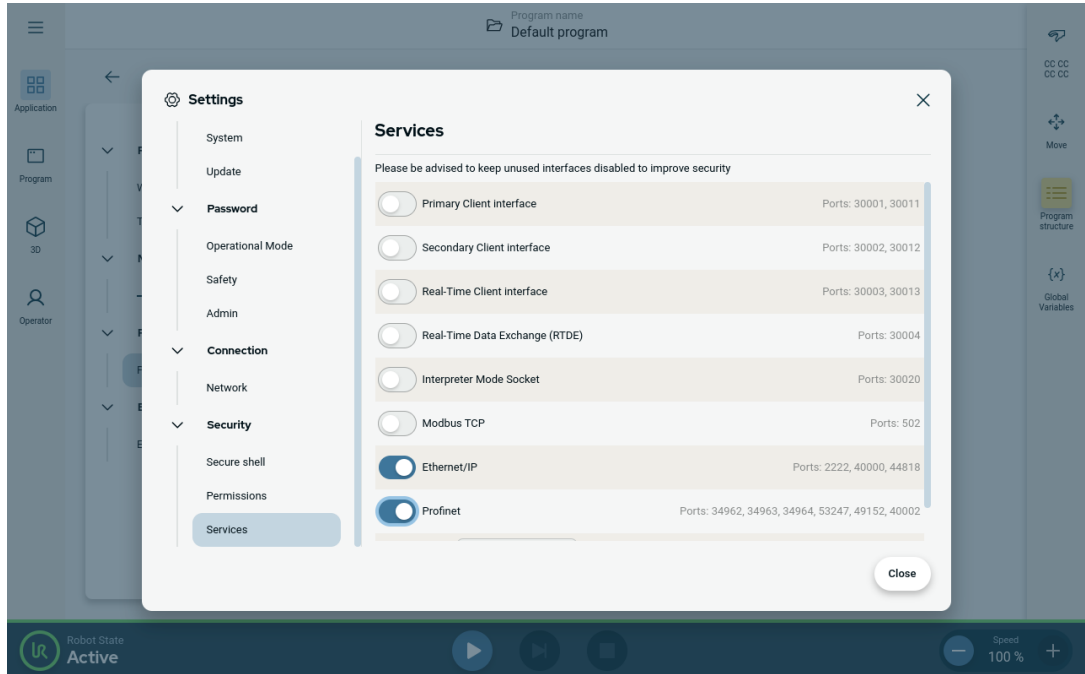 Program name
Default program
Application
Program
3D
Operator
Settings
System
Update
Password
Operational Mode
Safety
Admin
Connection
Network
Security
Secure shell
Permissions
Services
Services
Please be advised to keep unused interfaces disabled to improve security
Primary Client interface Ports: 30001, 30011
Secondary Client interface Ports: 30002, 30012
Real-Time Client interface Ports: 30003, 30013
Real-Time Data Exchange (RTDE) Ports: 30004
Interpreter Mode Socket Ports: 30020
Modbus TCP Ports: 502
Ethernet/IP Ports: 2222, 40000, 44818
Profinet Ports: 34962, 34963, 34964, 53247, 49152, 40002
Close
CC CC
CC CC
Move
Program
structure
{x}
Global
Variables
UR
Robot State
Active
Speed
100 %